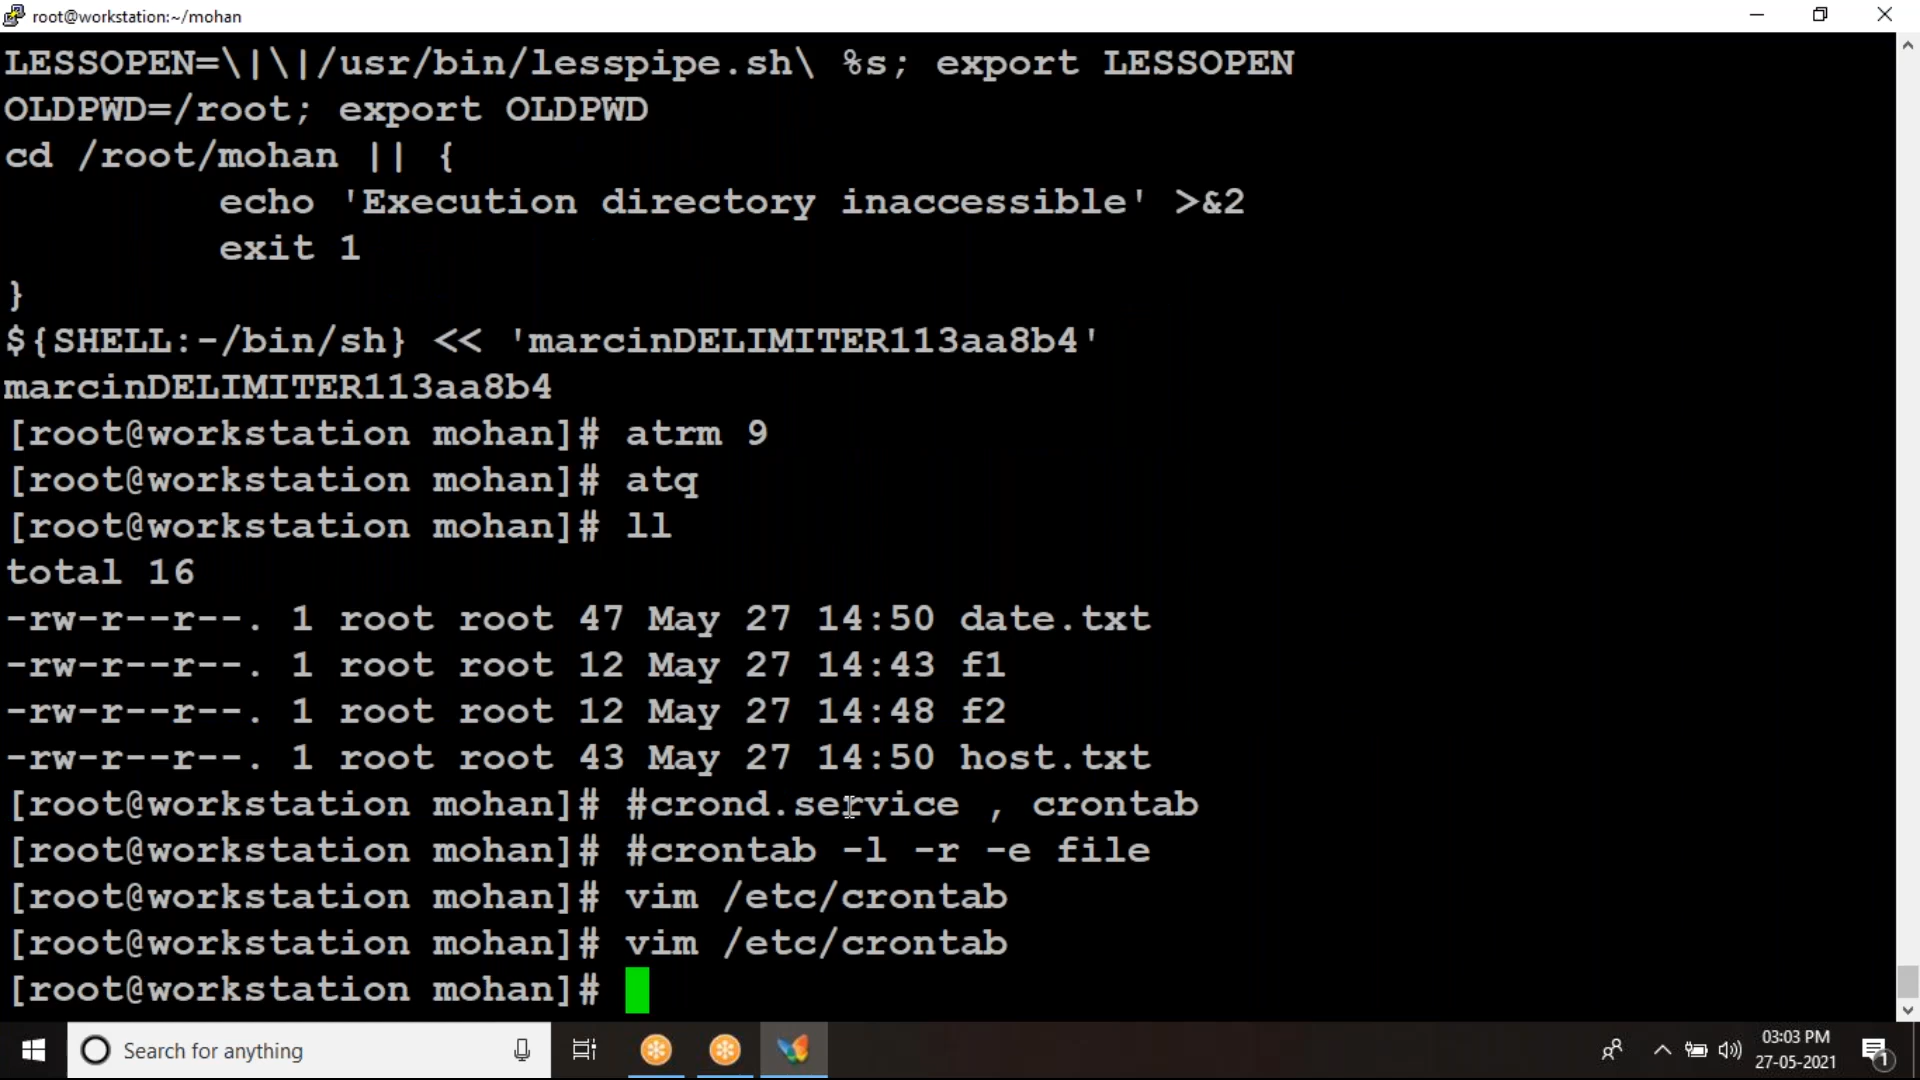 root@workstation:~/mohan
LESSOPEN=\|\|/usr/bin/lesspipe.sh\ %s; export LESSOPEN
OLDPWD=/root; export OLDPWD
cd /root/mohan || {
        echo 'Execution directory inaccessible' >&2
        exit 1
}
${SHELL:-/bin/sh} << 'marcinDELIMITER113aa8b4'
marcinDELIMITER113aa8b4
[root@workstation mohan]# atrm 9
[root@workstation mohan]# atq
[root@workstation mohan]# ll
total 16
-rw-r--r--. 1 root root 47 May 27 14:50 date.txt
-rw-r--r--. 1 root root 12 May 27 14:43 f1
-rw-r--r--. 1 root root 12 May 27 14:48 f2
-rw-r--r--. 1 root root 43 May 27 14:50 host.txt
[root@workstation mohan]# #crond.service , crontab
[root@workstation mohan]# #crontab -l -r -e file
[root@workstation mohan]# vim /etc/crontab
[root@workstation mohan]# vim /etc/crontab
[root@workstation mohan]#
Search for anything
03:03 PM
27-05-2021
1